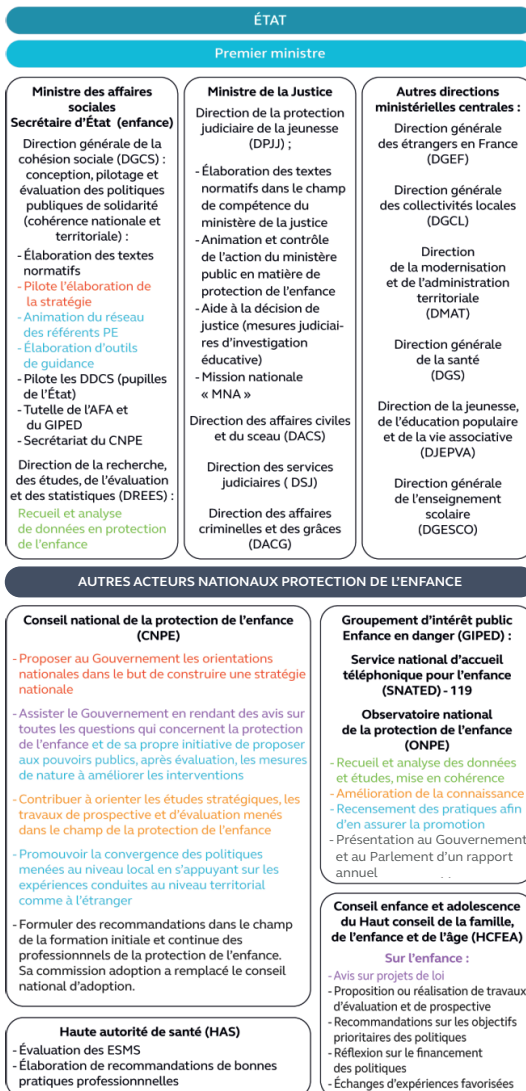 ÉTAT
Premier ministre
Ministre des affaires
sociales
Secrétaire d'État (enfance)
Direction générale de la
cohésion sociale (DGCS) :
conception, pilotage et
évaluation des politiques
publiques de solidarité
(cohérence nationale et
territoriale) :
- Élaboration des textes
normatifs
- Pilote l'élaboration de
la stratégie
- Animation du réseau
des référents PE
- Élaboration d'outils
de guidance
- Pilote les DDCS (pupilles
de l'État)
- Tutelle de l'AFA et
du GIPED
- Secrétariat du CNPE
Direction de la recherche,
des études, de l'évaluation
et des statistiques (DREES) :
Recueil et analyse
de données en protection
de l'enfance
Ministre de la Justice
Direction de la protection
judiciaire de la jeunesse
(DPJJ) ;
- Élaboration des textes
normatifs dans le champ
de compétence du
ministère de la justice
- Animation et contrôle
de l'action du ministère
public en matière de
protection de l'enfance
- Aide à la décision de
justice (mesures judiciai-
res d'investigation
éducative)
- Mission nationale
« MNA »
Direction des affaires civiles
et du sceau (DACS)
Direction des services
judiciaires ( DSJ)
Direction des affaires
criminelles et des grâces
(DACG)
Autres directions
ministérielles centrales :
Direction générale
des étrangers en France
(DGEF)
Direction générale
des collectivités locales
(DGCL)
Direction
de la modernisation
et de l'administration
territoriale
(DMAT)
Direction générale
de la santé
(DGS)
Direction de la jeunesse,
de l'éducation populaire
et de la vie associative
(DJEPVA)
Direction générale
de l'enseignement
scolaire
(DGESCO)
AUTRES ACTEURS NATIONAUX PROTECTION DE L'ENFANCE
Conseil national de la protection de l'enfance
(CNPE)
- Proposer au Gouvernement les orientations
nationales dans le but de construire une stratégie
nationale
- Assister le Gouvernement en rendant des avis sur
toutes les questions qui concernent la protection
de l'enfance et de sa propre initiative de proposer
aux pouvoirs publics, après évaluation, les mesures
de nature à améliorer les interventions
- Contribuer à orienter les études stratégiques, les
travaux de prospective et d'évaluation menés
dans le champ de la protection de l'enfance
- Promouvoir la convergence des politiques
menées au niveau local en s'appuyant sur les
expériences conduites au niveau territorial
comme à l'étranger
- Formuler des recommandations dans le champ
de la formation initiale et continue des
professionnnels de la protection de l'enfance.
Sa commission adoption a remplacé le conseil
national d'adoption.
Haute autorité de santé (HAS)
- Évaluation des ESMS
- Élaboration de recommandations de bonnes
pratiques professionnnelles
Groupement d'intérêt public
Enfance en danger (GIPED) :
Service national d'accueil
téléphonique pour l'enfance
(SNATED) - 119
Observatoire national
de la protection de l'enfance
(ONPE)
- Recueil et analyse des données
et études, mise en cohérence
- Amélioration de la connaissance
- Recensement des pratiques afin
d'en assurer la promotion
- Présentation au Gouvernement
et au Parlement d'un rapport
annuel
Conseil enfance et adolescence
du Haut conseil de la famille,
de l'enfance et de l'âge (HCFEA)
Sur l'enfance :
- Avis sur projets de loi
- Proposition ou réalisation de travaux
d'évaluation et de prospective
- Recommandations sur les objectifs
prioritaires des politiques
- Réflexion sur le financement
des politiques
- Échanges d'expériences favorisées